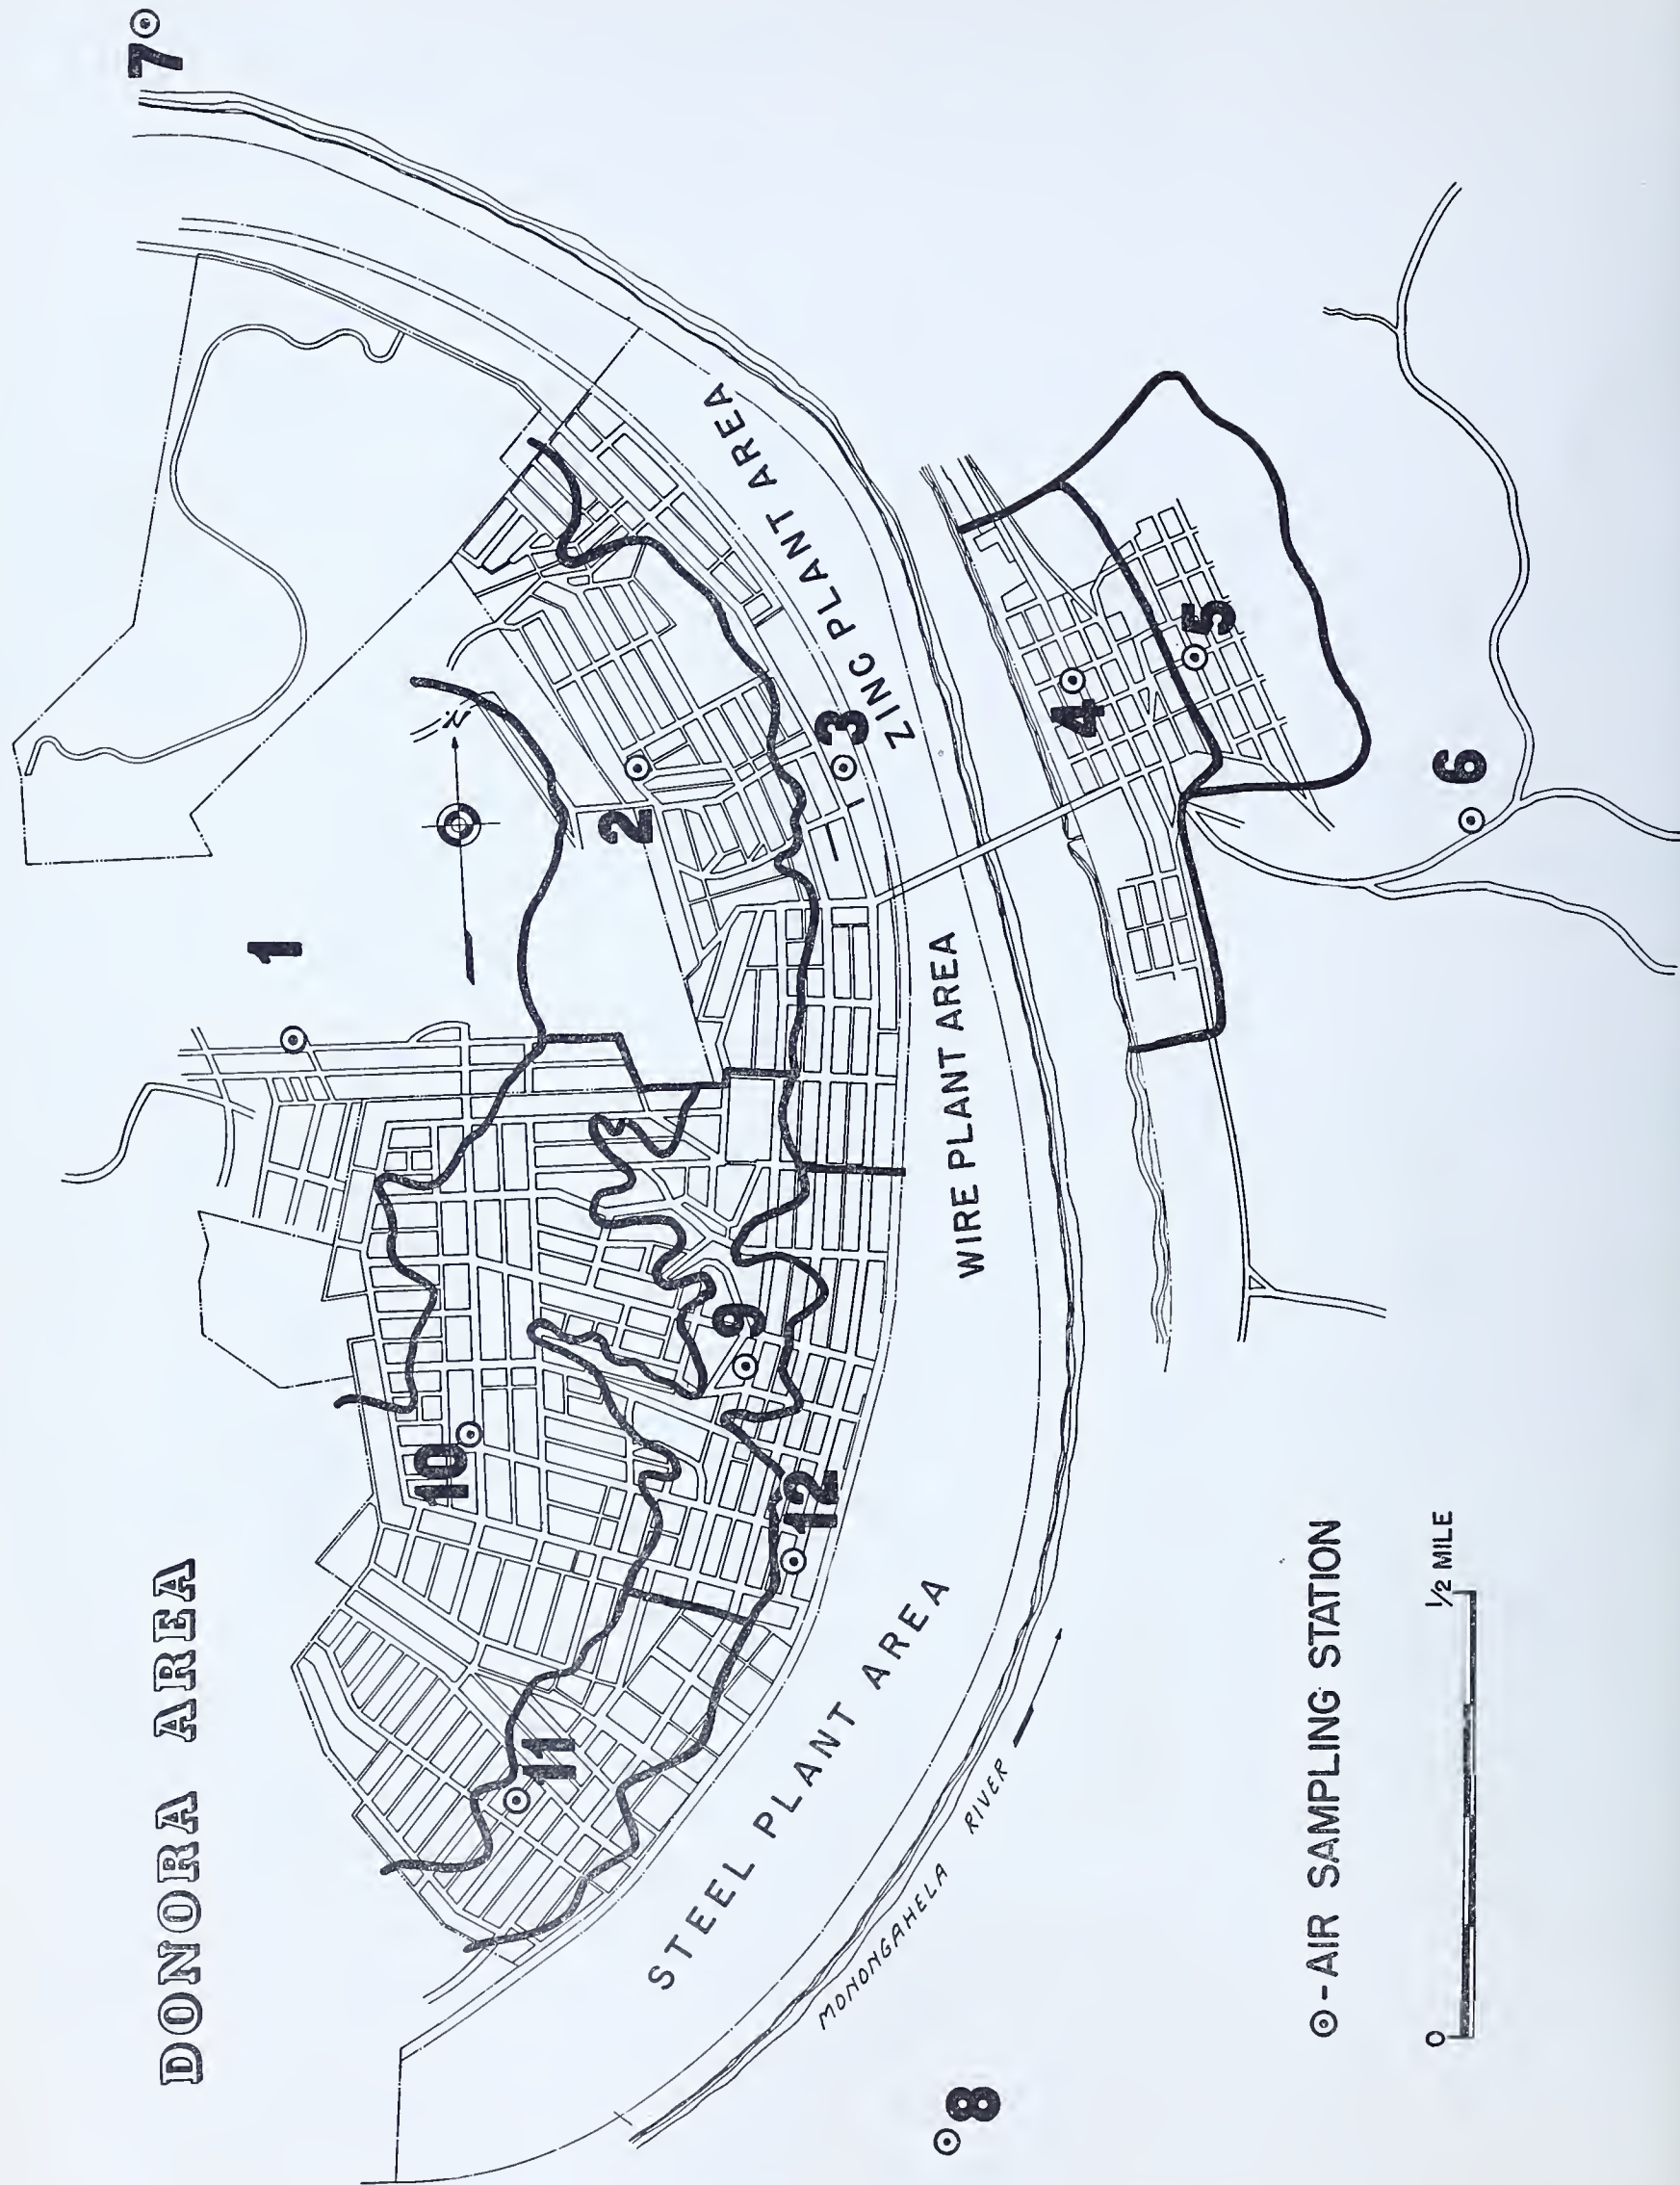 DONORA AREA
7
1
N
2
3
ZINC PLANT AREA
4
5
6
WIRE PLANT AREA
9
10
12
11
STEEL PLANT AREA
MONONGAHELA RIVER
8
⊙-AIR SAMPLING STATION
0 1/2 MILE